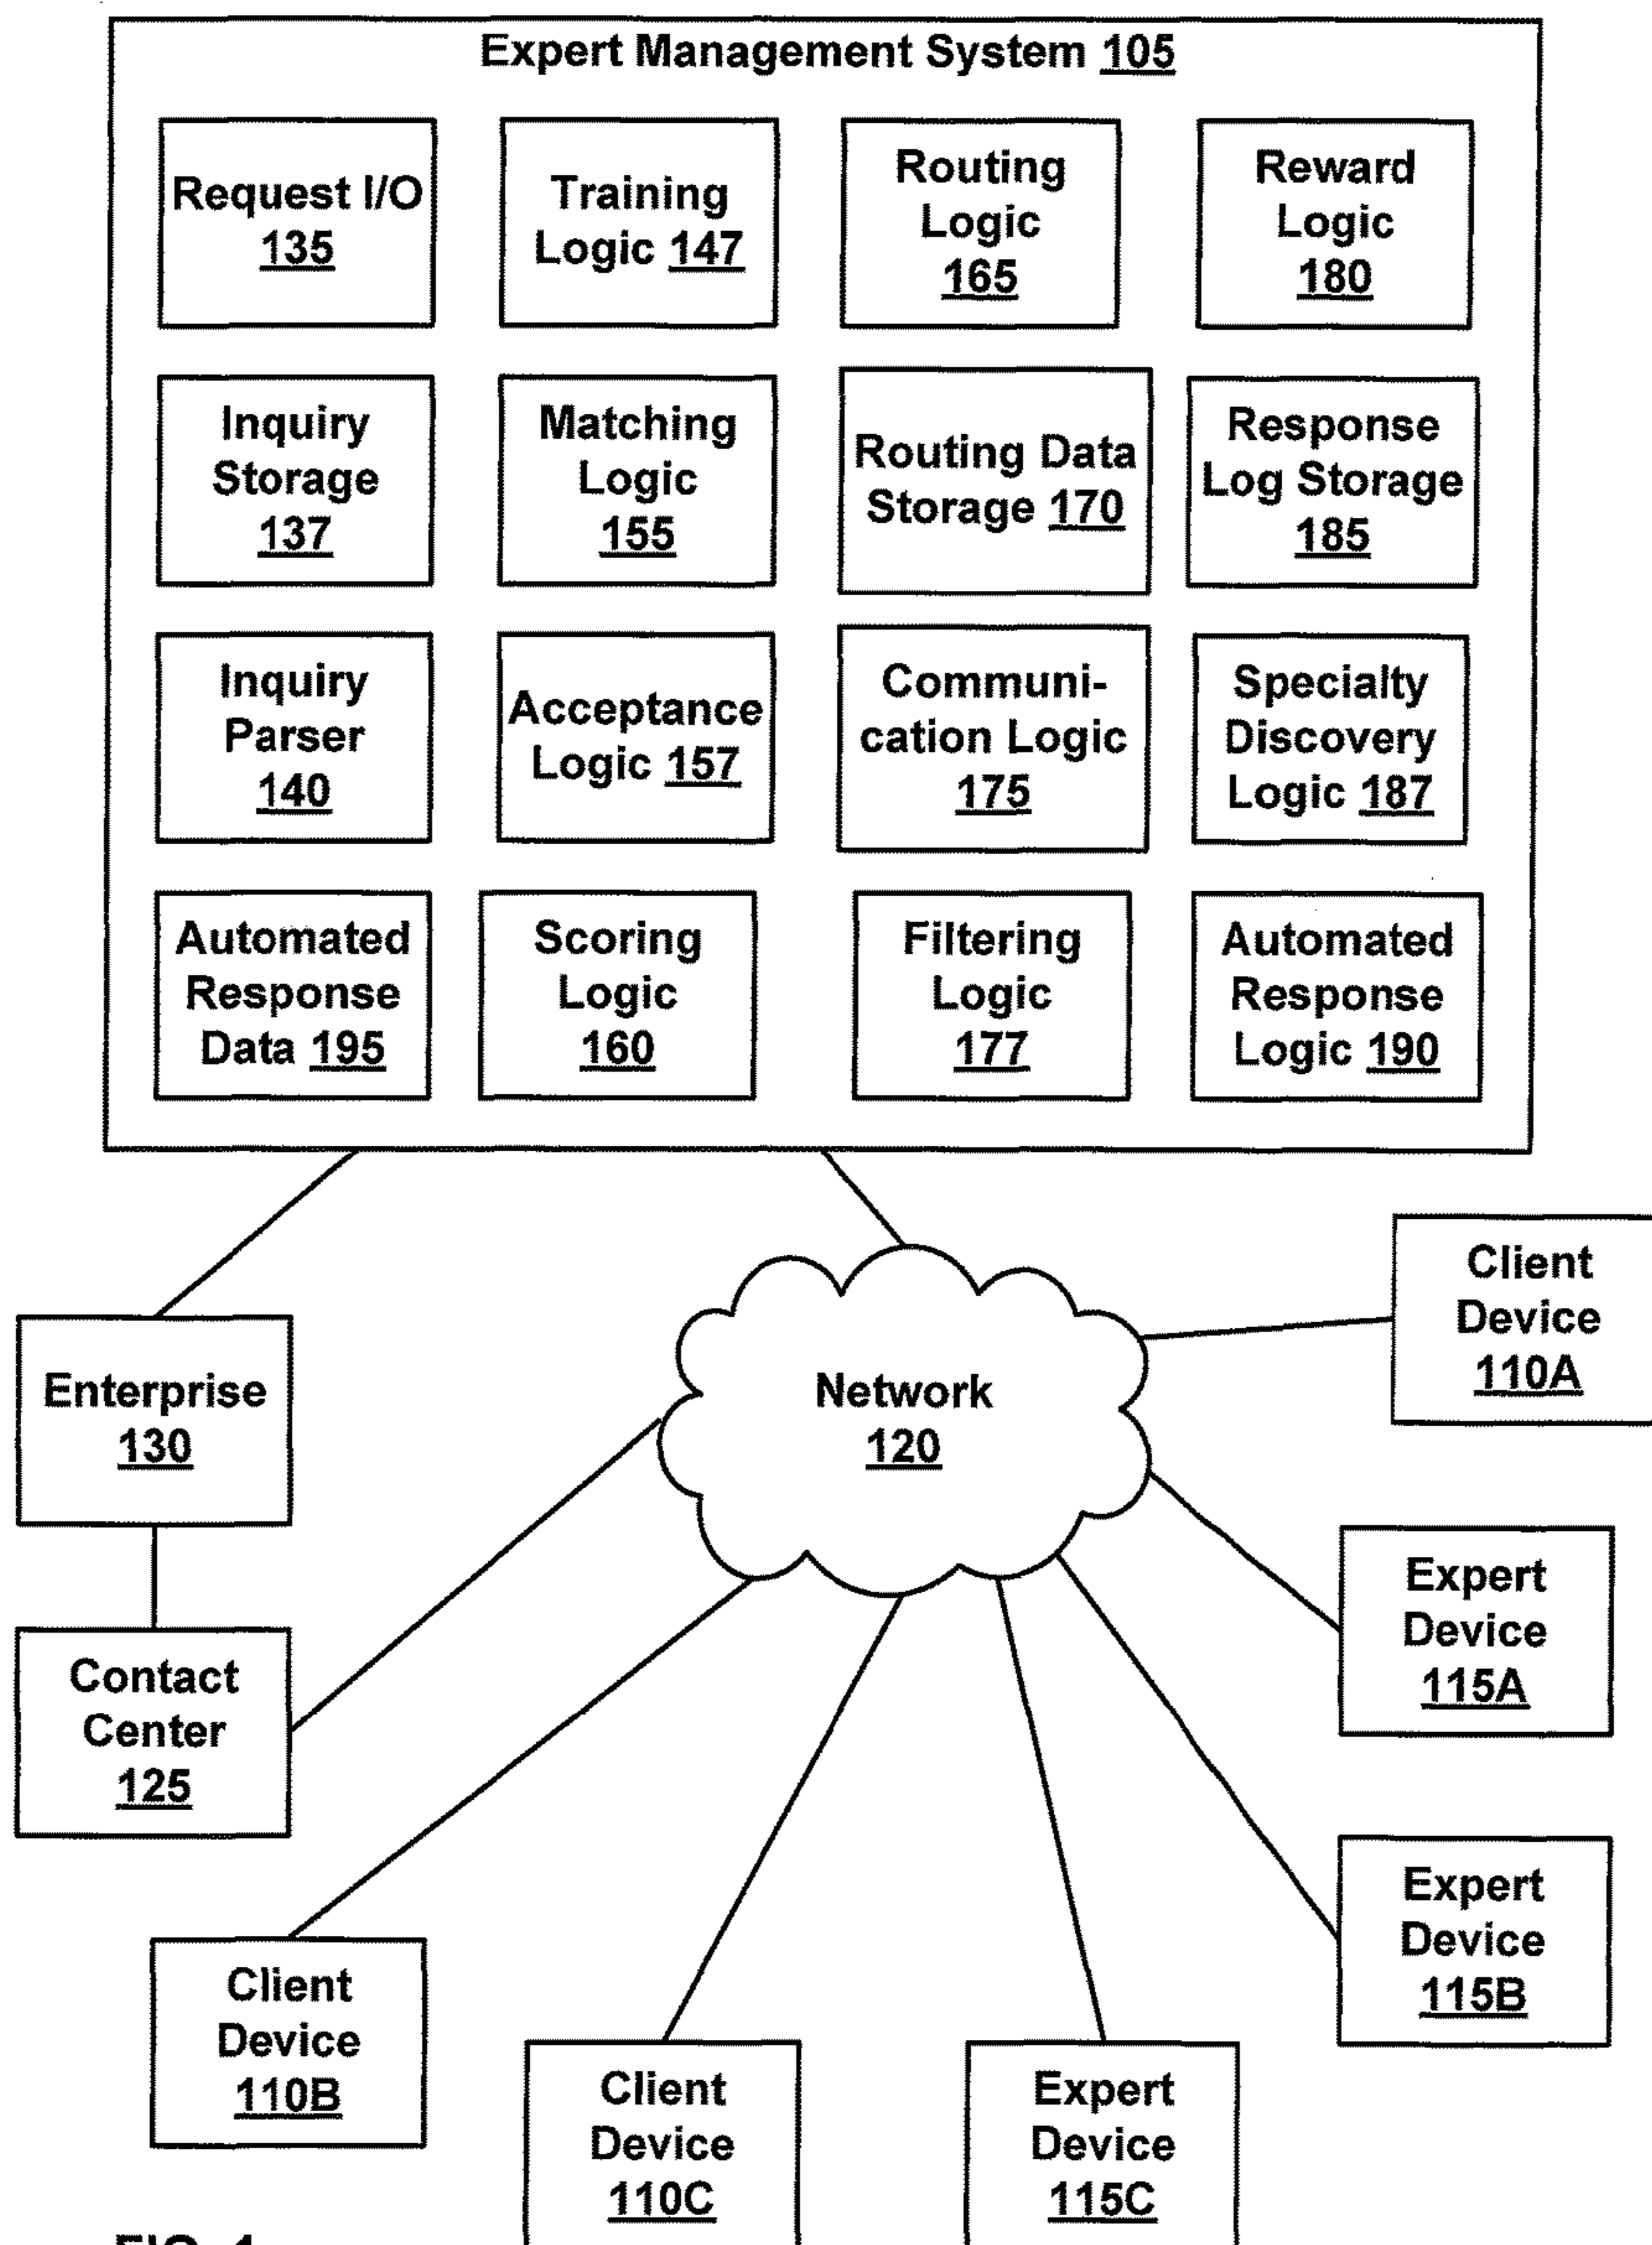 Expert Management System 105
Request I/O
135
Training
Logic 147
Routing
Logic
165
Reward
Logic
180
Inquiry
Storage
137
Matching
Logic
155
Routing Data
Storage 170
Response
Log Storage
185
Inquiry
Parser
140
Acceptance
Logic 157
Communi-
cation Logic
175
Specialty
Discovery
Logic 187
Automated
Response
Data 195
Scoring
Logic
160
Filtering
Logic
177
Automated
Response
Logic 190
Client
Device
110A
Enterprise
130
Network
120
Expert
Device
115A
Contact
Center
125
Expert
Device
115B
Client
Device
110B
Client
Device
110C
Expert
Device
115C
FIG. 1